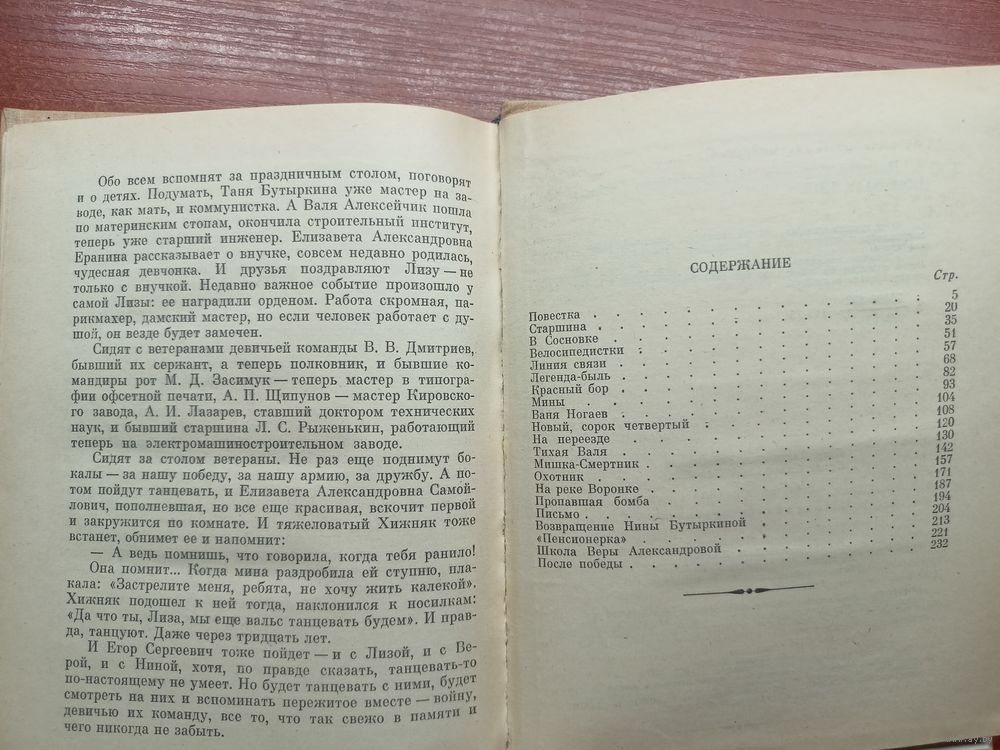 Обо всем вспомнят за праздничным столом, поговорят
и о детях. Подумать, Таня Бутыркина уже мастер на за-
воде, как мать, и коммунистка. А Валя Алексейчик пошла
по материнским стопам, окончила строительный институт,
теперь уже старший инженер. Елизавета Александровна
Еранина рассказывает о внучке, совсем недавно родилась,
чудесная девчонка. И друзья поздравляют Лизу — не
только с внучкой. Недавно важное событие произошло у
самой Лизы: ее наградили орденом. Работа скромная, па-
рикмахер, дамский мастер, но если человек работает с ду-
шой, он везде будет замечен.
Сидят с ветеранами девичьей команды В. В. Дмитриев,
бывший их сержант, а теперь полковник, и бывшие ко-
мандиры рот М. Д. Засимук — теперь мастер в типогра-
фии офсетной печати, А. П. Щипунов — мастер Кировско-
го завода, А. И. Лазарев, ставший доктором технических
наук, и бывший старшина Л. С. Рыженькин, работающий
теперь на электромашиностроительном заводе.
Сидят за столом ветераны. Не раз еще поднимут бо-
калы — за нашу победу, за нашу армию, за дружбу. А по-
том пойдут танцевать, и Елизавета Александровна Самой-
лович, пополневшая, но все еще красивая, вскочит первой
и закружится по комнате. И тяжеловатый Хижняк тоже
встанет, обнимет ее и напомнит:
— А ведь помнишь, что говорила, когда тебя ранило!
Она помнит... Когда мина раздробила ей ступню, пла-
кала: «Застрелите меня, ребята, не хочу жить калекой».
Хижняк подошел к ней тогда, наклонился к носилкам:
«Да что ты, Лиза, мы еще вальс танцевать будем». И прав-
да, танцуют. Даже через тридцать лет.
И Егор Сергеевич тоже пойдет — и с Лизой, и с Ве-
рой, и с Ниной, хотя, по правде сказать, танцевать-то
по-настоящему не умеет. Но будет танцевать с ними, будет
смотреть на них и вспоминать пережитое вместе — войну,
девичью их команду, все то, что так свежо в памяти и
чего никогда не забыть.
СОДЕРЖАНИЕ
Стр.
Повестка . . . . . . . . . . 5
Старшина . . . . . . . . . . 20
В Сосновке . . . . . . . . . . 35
Велосипедистки . . . . . . . . . . 51
Линия связи . . . . . . . . . . 57
Легенда-быль . . . . . . . . . . 68
Красный бор . . . . . . . . . . 82
Мины . . . . . . . . . . 93
Ваня Ногаев . . . . . . . . . . 104
Новый, сорок четвертый . . . . . . . . 108
На переезде . . . . . . . . . . 120
Тихая Валя . . . . . . . . . . 130
Мишка-Смертник . . . . . . . . . . 142
Охотник . . . . . . . . . . 157
На реке Воронке . . . . . . . . . . 171
Пропавшая бомба . . . . . . . . . . 187
Письмо . . . . . . . . . . 194
Возвращение Нины Бутыркиной . . . . . . . 204
«Пенсионерка» . . . . . . . . . . 213
Школа Веры Александровой . . . . . . . 221
После победы . . . . . . . . . . 232